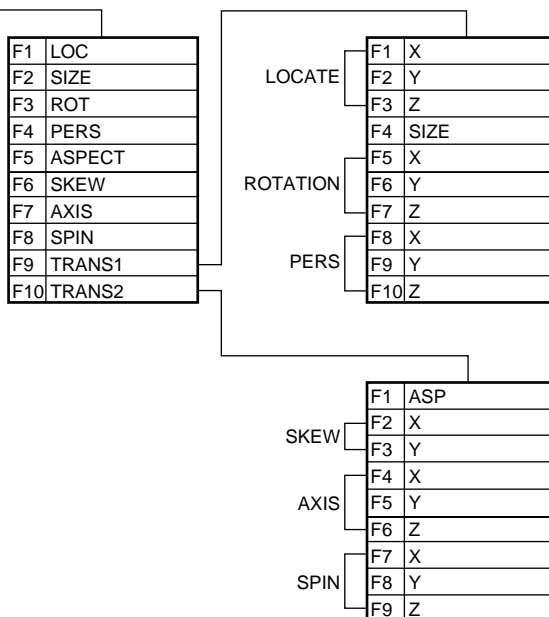 F1 LOC
F2 SIZE
F3 ROT
F4 PERS
F5 ASPECT
F6 SKEW
F7 AXIS
F8 SPIN
F9 TRANS1
F10 TRANS2
LOCATE
F1 X
F2 Y
F3 Z
F4 SIZE
ROTATION
F5 X
F6 Y
F7 Z
PERS
F8 X
F9 Y
F10 Z
F1 ASP
SKEW
F2 X
F3 Y
AXIS
F4 X
F5 Y
F6 Z
SPIN
F7 X
F8 Y
F9 Z